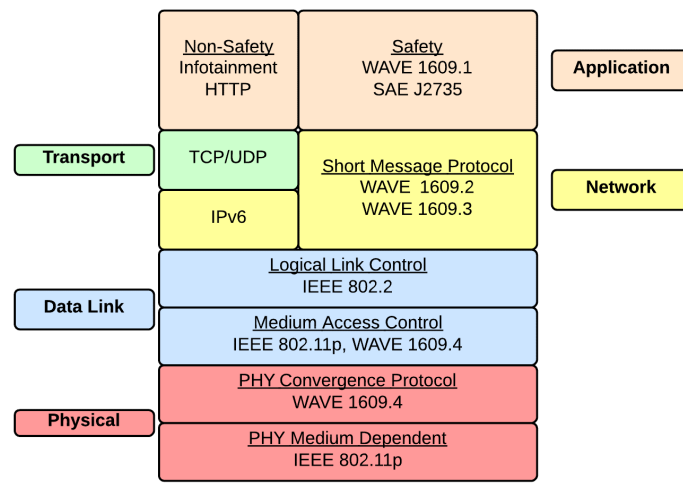 Non-Safety
Infotainment
HTTP
Safety
WAVE 1609.1
SAE J2735
Application
Transport
TCP/UDP
IPv6
Short Message Protocol
WAVE 1609.2
WAVE 1609.3
Network
Data Link
Logical Link Control
IEEE 802.2
Medium Access Control
IEEE 802.11p, WAVE 1609.4
Physical
PHY Convergence Protocol
WAVE 1609.4
PHY Medium Dependent
IEEE 802.11p